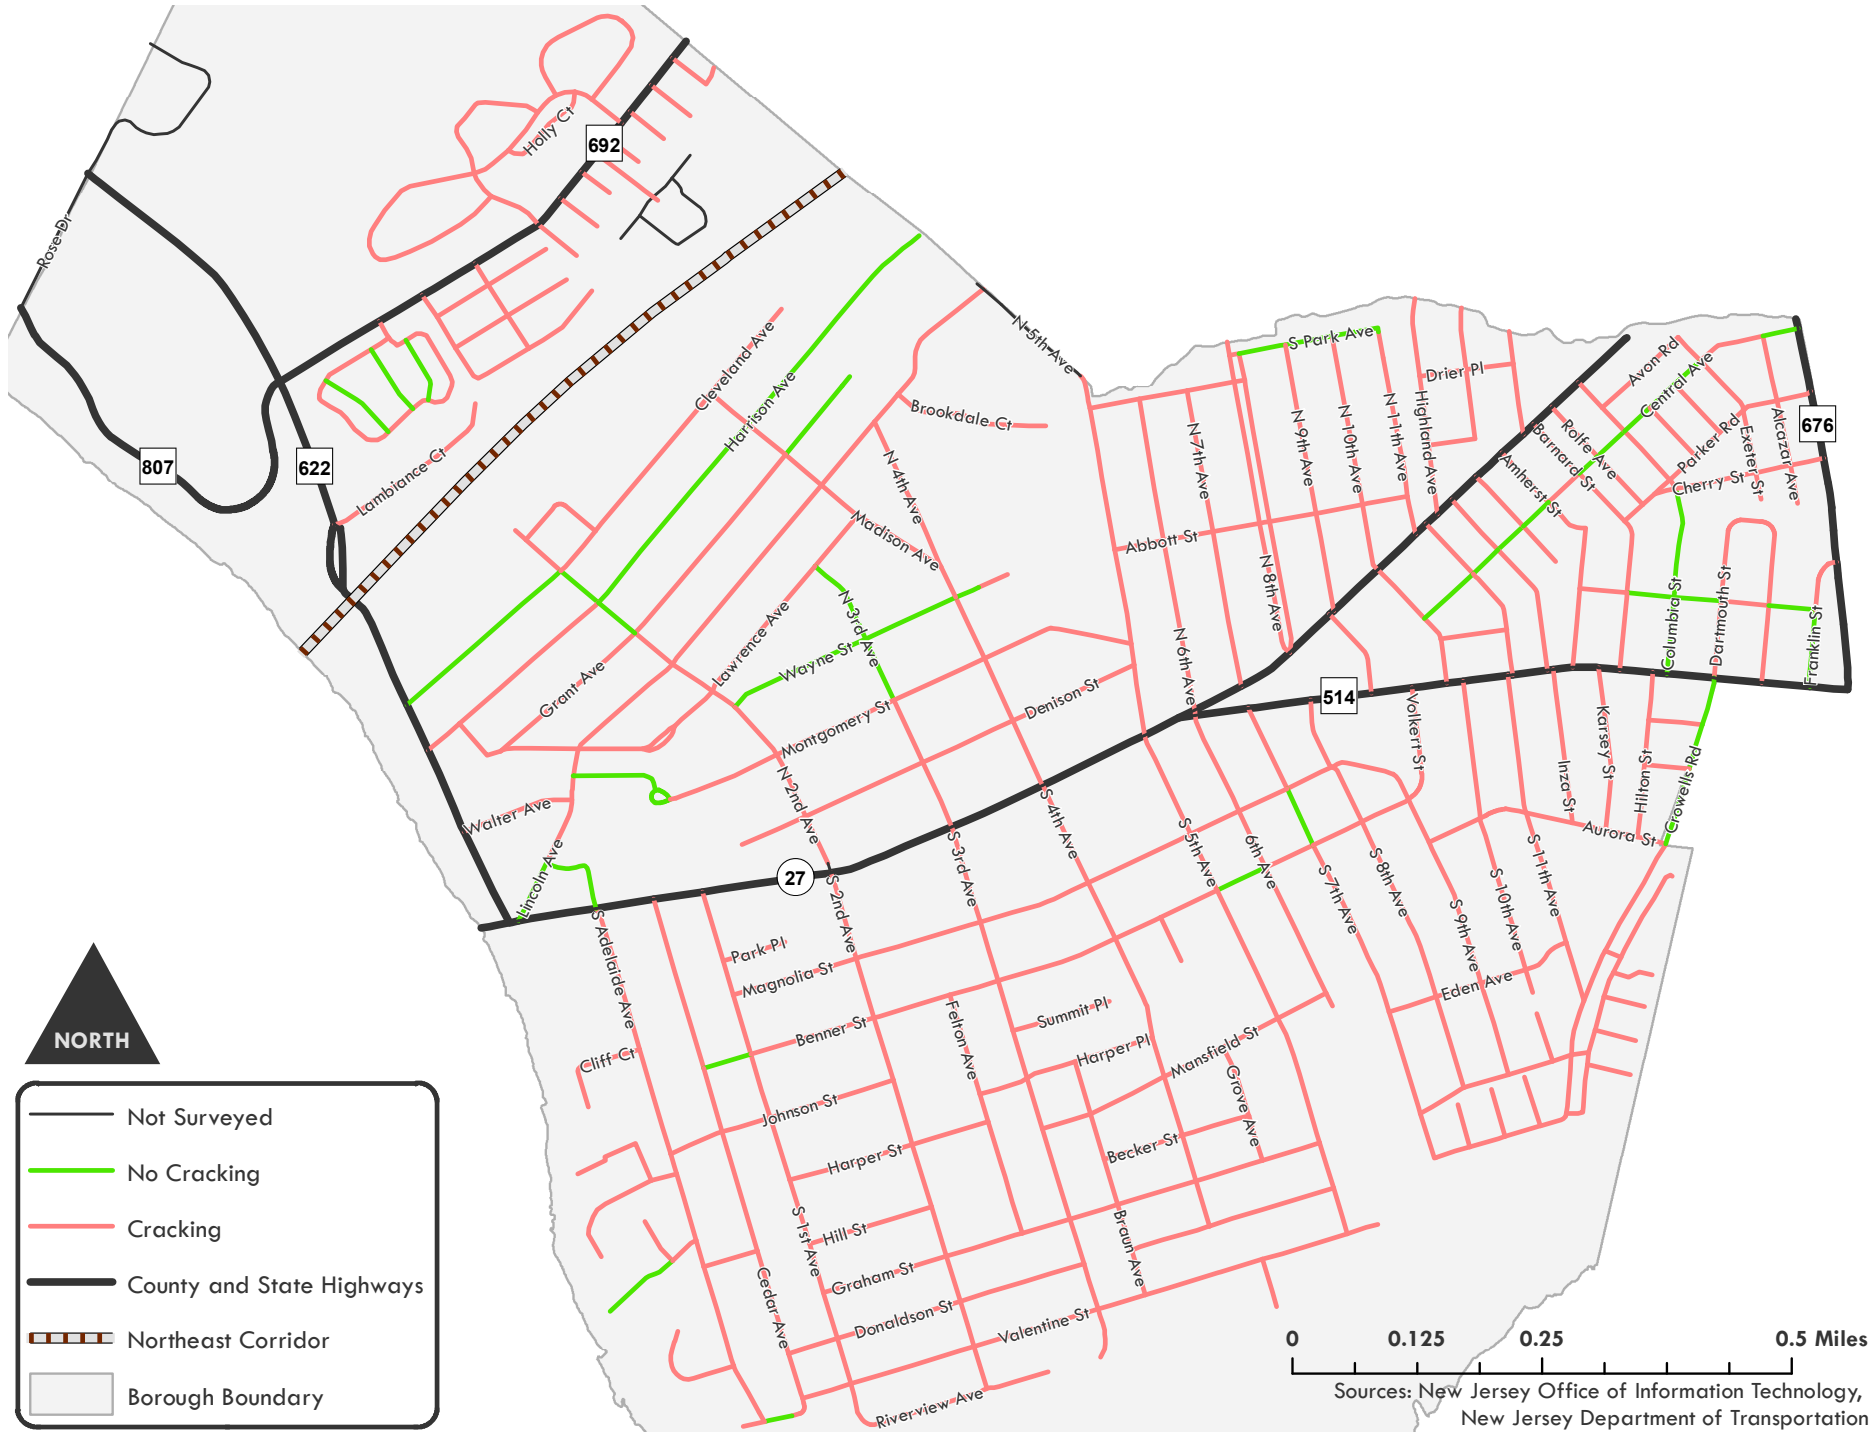 Holly Ct
692
Rose Dr
N 5th Ave
S Park Ave
Drier Pl
Avon Rd
Central Ave
Cleveland Ave
Harrison Ave
Brookdale Ct
N 7th Ave
N 9th Ave
N 10th Ave
N 11th Ave
Highland Ave
Rolfe Ave
Barnard St
Amherst St
Parker Rd
Exeter St
Alcazar Ave
676
Cherry St
807
622
Lambiance Ct
N 4th Ave
Madison Ave
Abbott St
N 8th Ave
N 3rd Ave
Lawrence Ave
Wayne St
Grant Ave
N 6th Ave
Columbia St
Dartmouth St
Franklin St
Montgomery St
Denison St
514
Volkert St
Karsey St
Inza St
Hilton St
Crowells Rd
Aurora St
Walter Ave
N 2nd Ave
Lincoln Ave
27
S 2nd Ave
S 3rd Ave
S 4th Ave
S 5th Ave
6th Ave
S 7th Ave
S 8th Ave
S 9th Ave
S 10th Ave
S 11th Ave
S Adelaide Ave
Park Pl
Magnolia St
Benner St
Felton Ave
Summit Pl
Harper Pl
Mansfield St
Eden Ave
Cliff Ct
Johnson St
Grove Ave
Becker St
Harper St
Hill St
S 1st Ave
Graham St
Braun Ave
Cedar Ave
Donaldson St
Valentine St
Riverview Ave
NORTH
Not Surveyed
No Cracking
Cracking
County and State Highways
Northeast Corridor
Borough Boundary
0 0.125 0.25 0.5 Miles
Sources: New Jersey Office of Information Technology,
New Jersey Department of Transportation